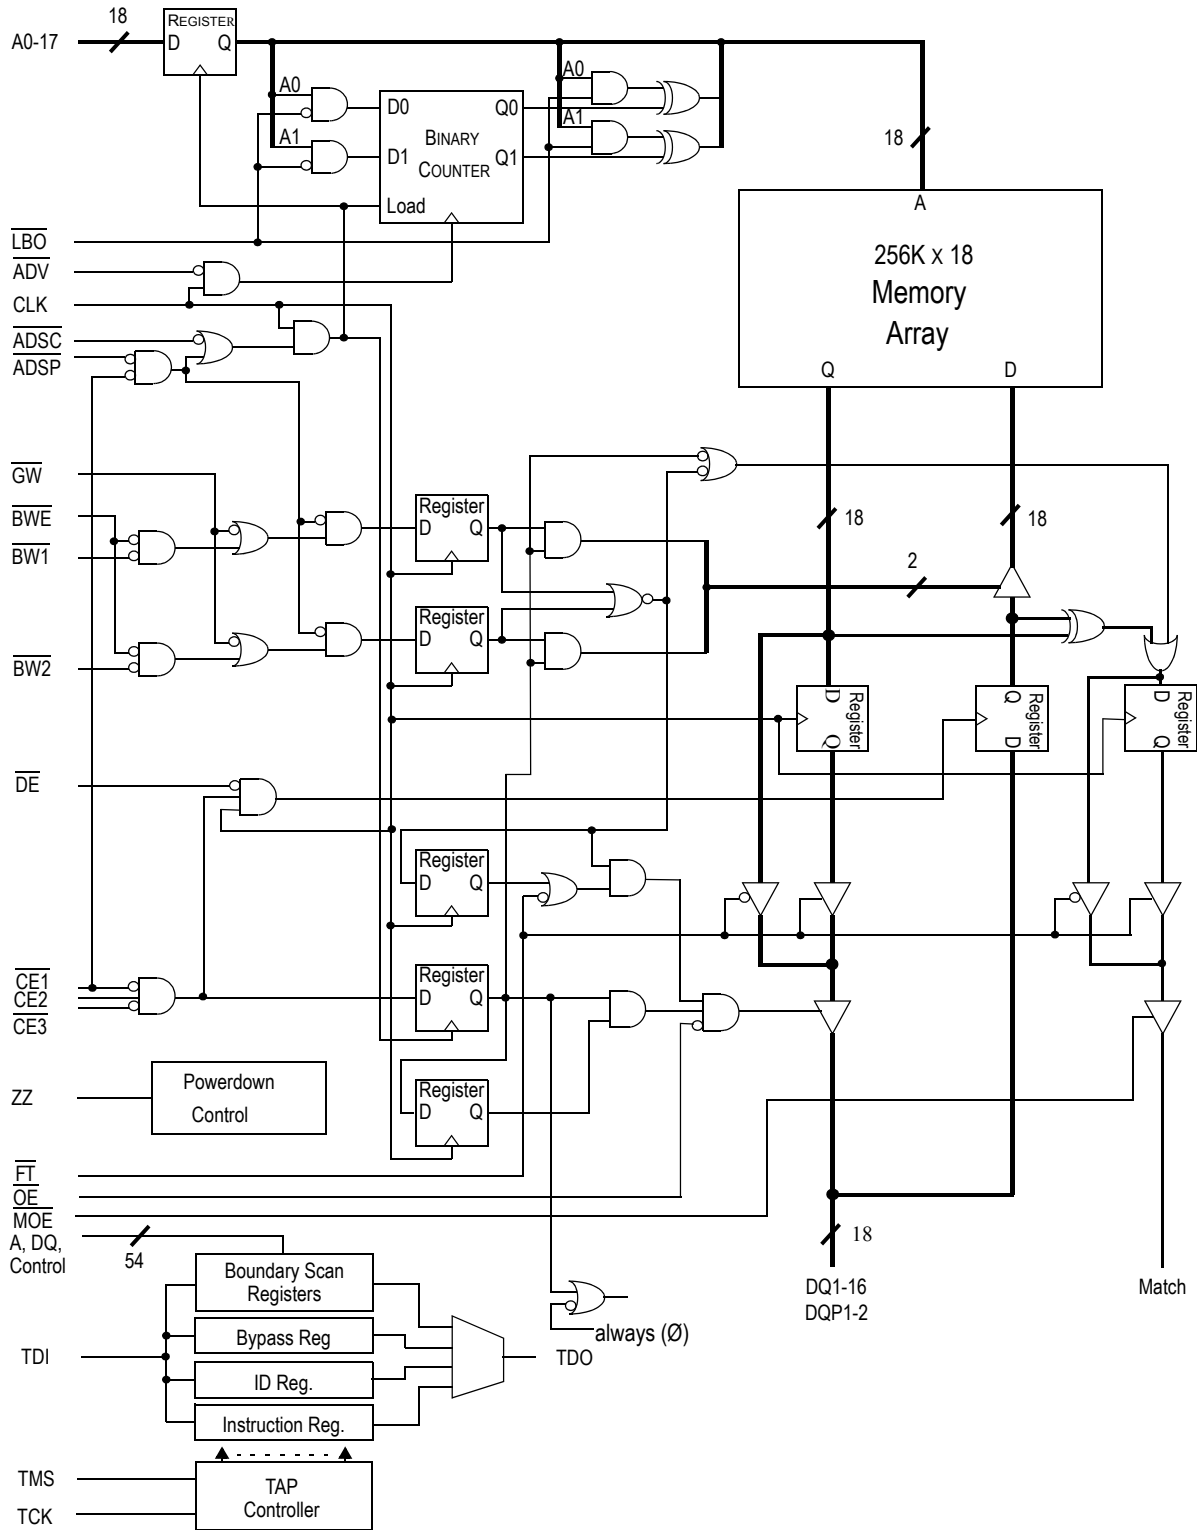 18
REGISTER
A0-17
D Q
A0
A0
D0
Q0
A1
A1
BINARY
COUNTER
D1
Q1
18
Load
A
LBO
256K X 18
Memory
Array
ADV
CLK
ADSC
ADSP
Q D
GW
Register
D Q
18
18
BWE
BW1
2
Register
D Q
BW2
D
Q
Register
Q
D
Register
D
Q
Register
DE
Register
D Q
CE1
CE2
CE3
Register
D Q
Powerdown
Control
ZZ
Register
D Q
FT
OE
MOE
A, DQ,
Control
54
18
Boundary Scan
Registers
DQ1-16
DQP1-2
Match
Bypass Reg
always (Ø)
TDI
TDO
ID Reg.
Instruction Reg.
TMS
TCK
TAP
Controller